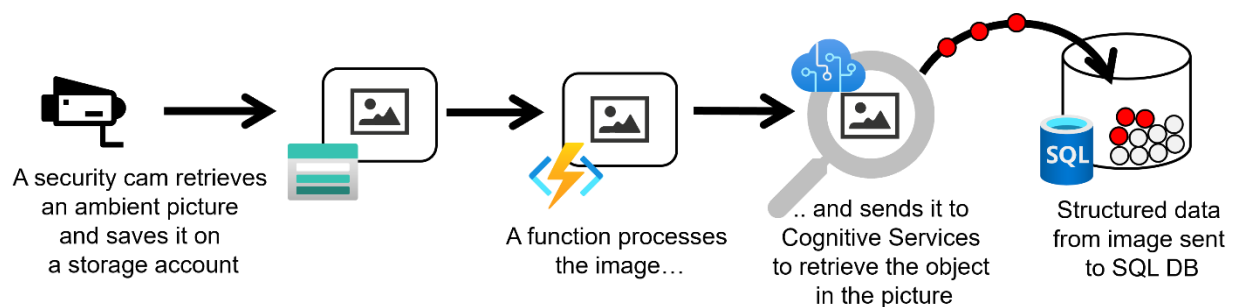 A security cam retrieves
an ambient picture
and saves it on
a storage account
A function processes
the image…
.. and sends it to
Cognitive Services
to retrieve the object
in the picture
SQL
Structured data
from image sent
to SQL DB